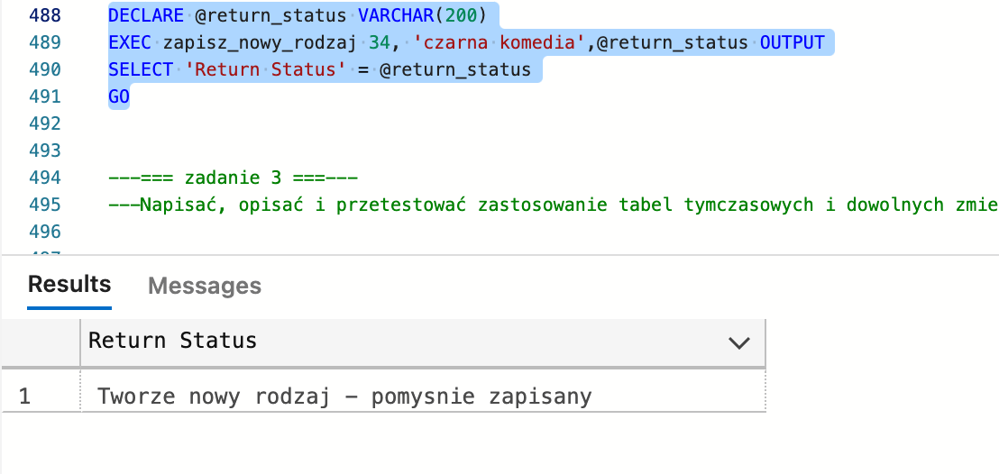 488 DECLARE @return_status VARCHAR(200)
489 EXEC zapisz_nowy_rodzaj 34, 'czarna komedia',@return_status OUTPUT
490 SELECT 'Return Status' = @return_status
491 GO
492
493
494 ---=== zadanie 3 ===---
495 ---Napisać, opisać i przetestować zastosowanie tabel tymczasowych i dowolnych zmie
496
Results Messages
Return Status
1 Tworze nowy rodzaj – pomysnie zapisany